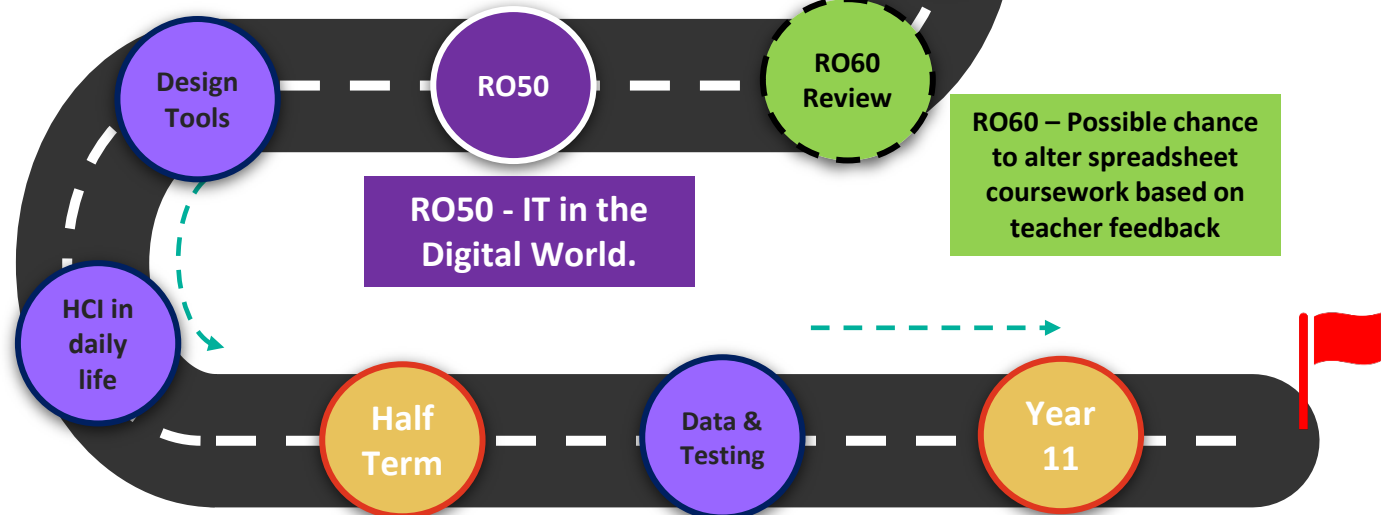 Design
Tools
RO50
RO60
Review
RO60 – Possible chance
to alter spreadsheet
coursework based on
teacher feedback
RO50 - IT in the
Digital World.
HCI in
daily
life
Half
Term
Data &
Testing
Year
11